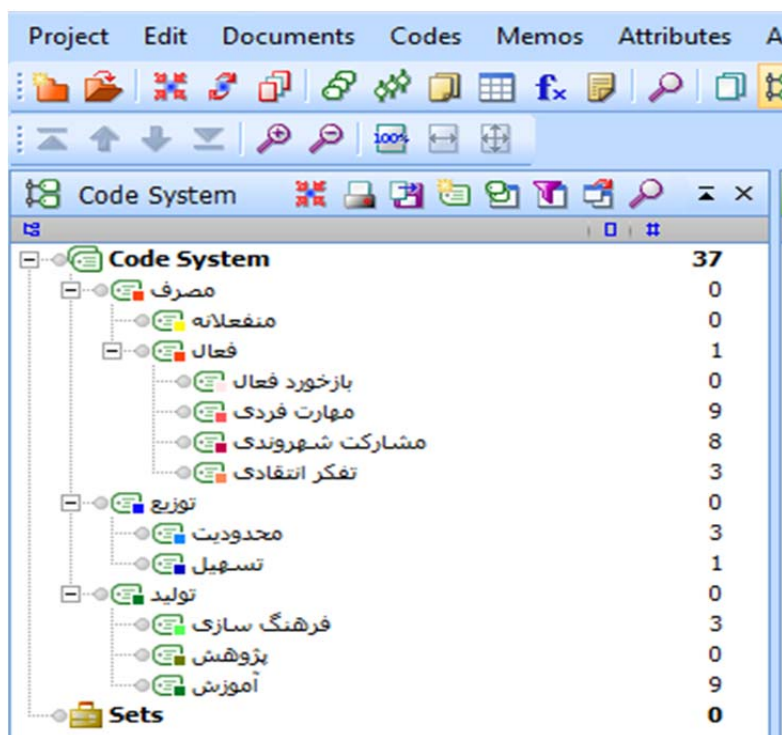 Project Edit Documents Codes Memos Attributes A
100%
Code System
Code System 37
مصرف 0
منفعلانه 0
فعال 1
بازخورد فعال 0
مهارت فردی 9
مشارکت شهروندی 8
تفکر انتقادی 3
توزیع 0
محدودیت 3
تسهیل 1
تولید 0
فرهنگ سازی 3
پژوهش 0
آموزش 9
Sets 0